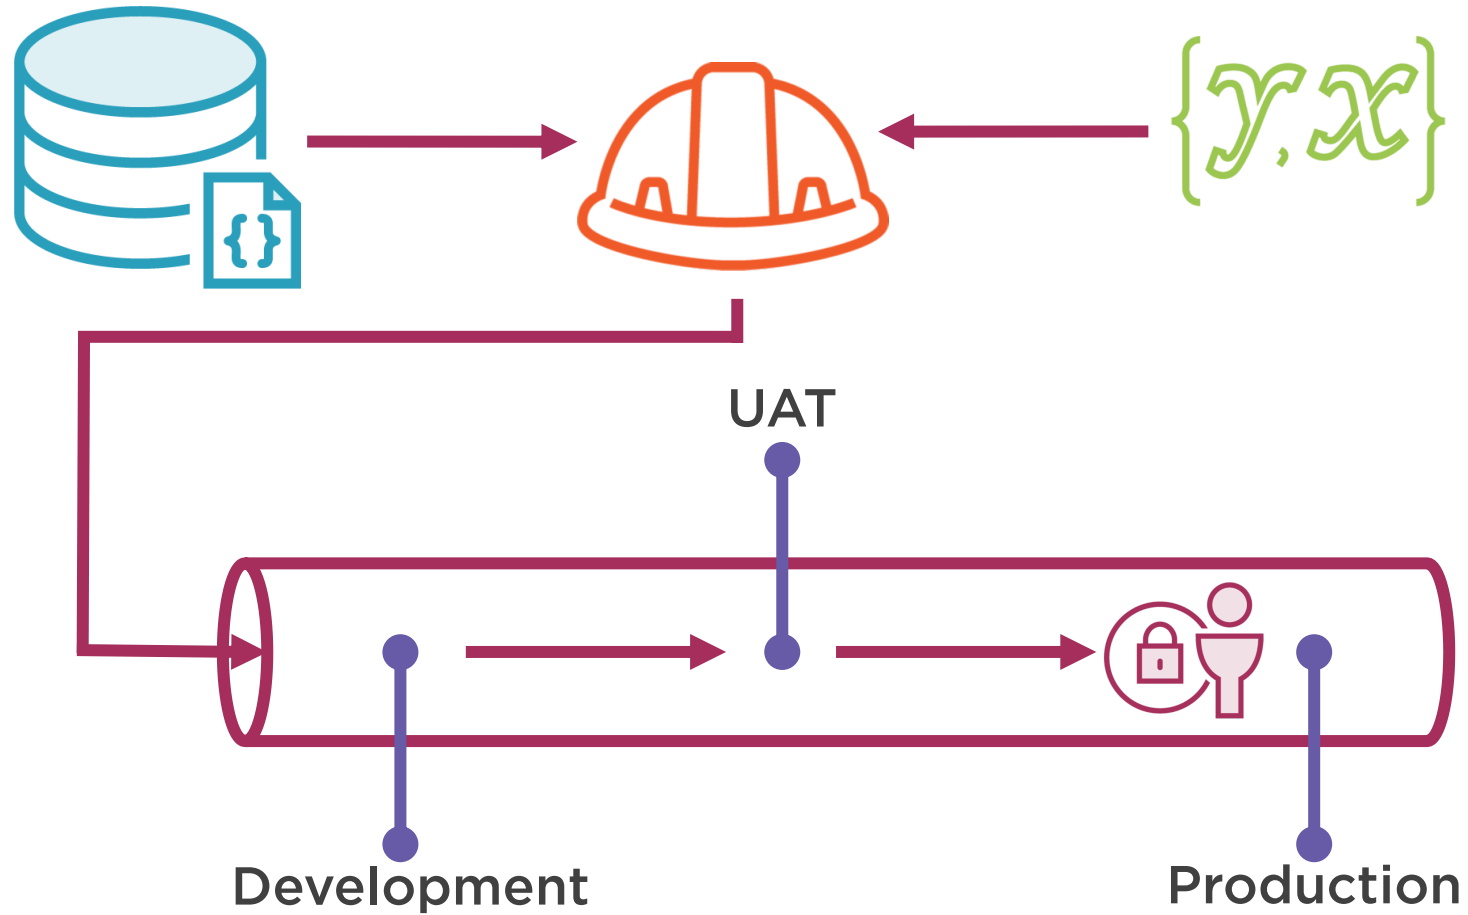 {y, x}
{ }
UAT
Development
Production